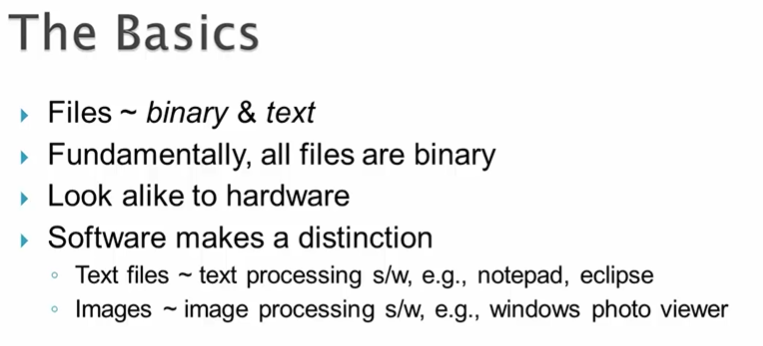 The Basics
Files ~ binary & text
Fundamentally, all files are binary
Look alike to hardware
Software makes a distinction
Text files ~ text processing s/w, e.g., notepad, eclipse
Images ~ image processing s/w, e.g., windows photo viewer